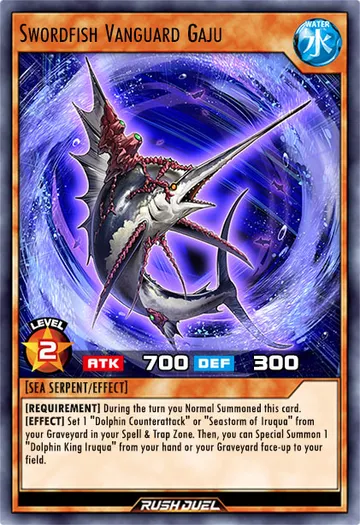 SWORDFISH VANGUARD GAJU
WATER
水
LEVEL
2
ATK 700 DEF 300
[SEA SERPENT/EFFECT]
[REQUIREMENT] During the turn you Normal Summoned this card.
[EFFECT] Set 1 "Dolphin Counterattack" or "Seastorm of Iruqua" from
your Graveyard in your Spell & Trap Zone. Then, you can Special Summon 1
"Dolphin King Iruqua" from your hand or your Graveyard face-up to your
field.
RUSH DUEL